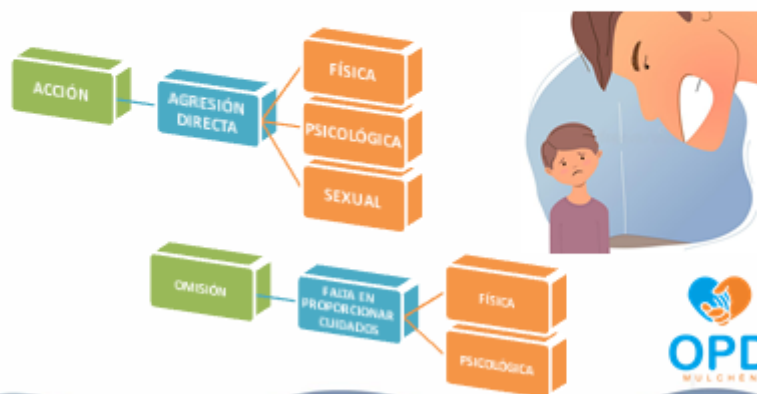 ACCIÓN
AGRESIÓN
DIRECTA
FÍSICA
PSICOLÓGICA
SEXUAL
OMISIÓN
FALTA EN
PROPORCIONAR
CUIDADOS
FÍSICA
PSICOLÓGICA
OPD
MULCHÉN